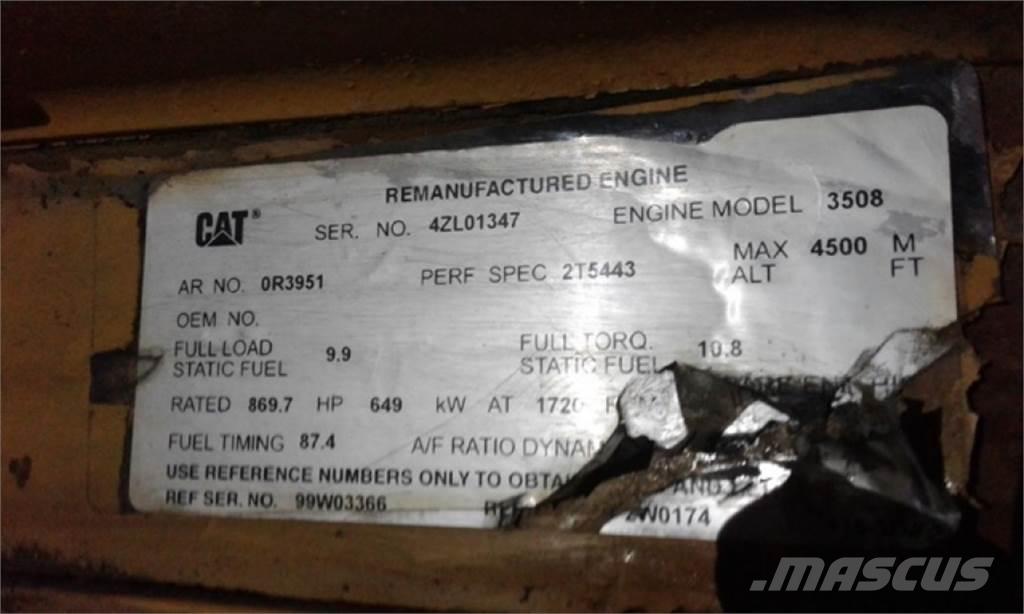 REMANUFACTURED ENGINE
CAT® SER. NO. 4ZL01347 ENGINE MODEL 3508
AR NO. 0R3951 PERF SPEC 2T5443 MAX ALT 4500 M FT
OEM NO.
FULL LOAD STATIC FUEL 9.9 FULL TORQ. STATIC FUEL 10.8
RATED 869.7 HP 649 kW AT 1720
FUEL TIMING 87.4 A/F RATIO DYNAM
USE REFERENCE NUMBERS ONLY TO OBTA
REF SER. NO. 99W03366 REF
ZW0174
.MASCUS